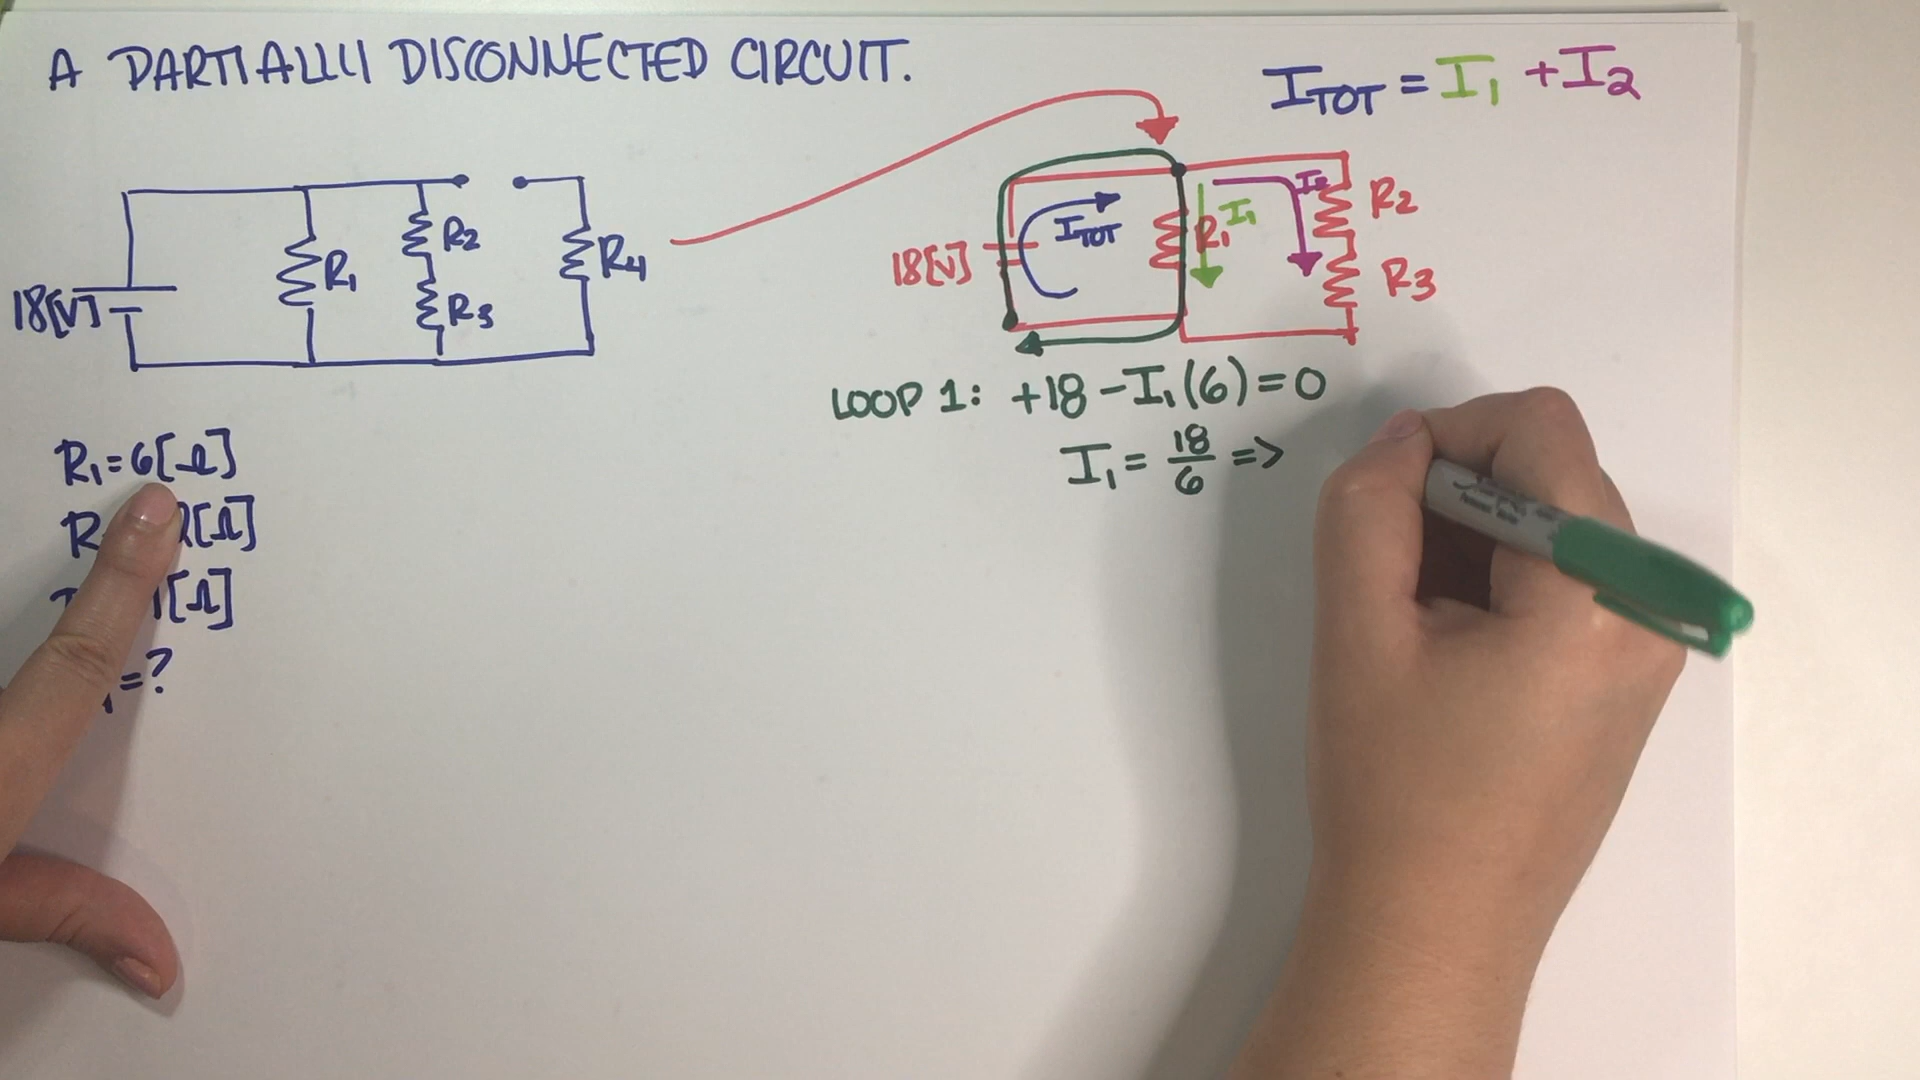 A PARTIALLY DISCONNECTED CIRCUIT.
ITOT = I1 + I2
18[V]
R1
R2
R3
R4
18[V]
ITOT
R1
I1
I2
R2
R3
LOOP 1: +18 - I1(6) = 0
I1 = 18/6 =>
R1 = 6[Ω]
R [Ω]
[Ω]
=?